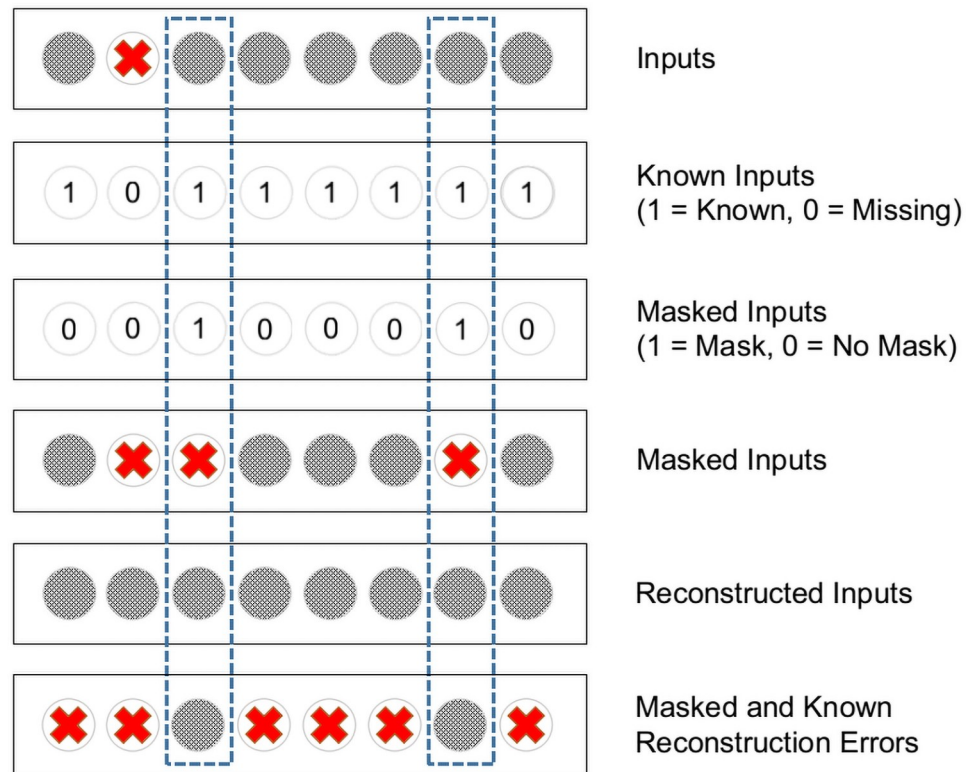 Inputs
1 0 1 1 1 1 1 1
Known Inputs
(1 = Known, 0 = Missing)
0 0 1 0 0 0 1 0
Masked Inputs
(1 = Mask, 0 = No Mask)
Masked Inputs
Reconstructed Inputs
Masked and Known
Reconstruction Errors